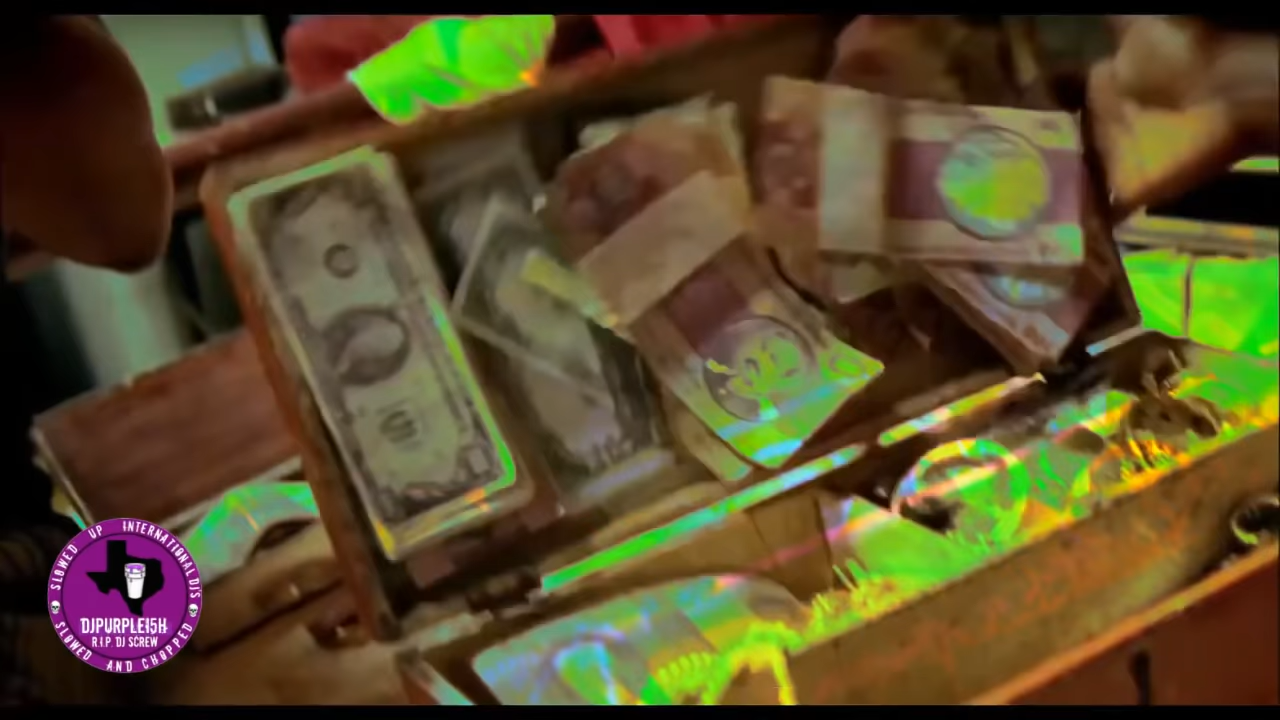 SLOWED UP INTERNATIONAL DJS
DJPURPLE15H
R.I.P. DJ SCREW
SLOWED AND CHOPPED